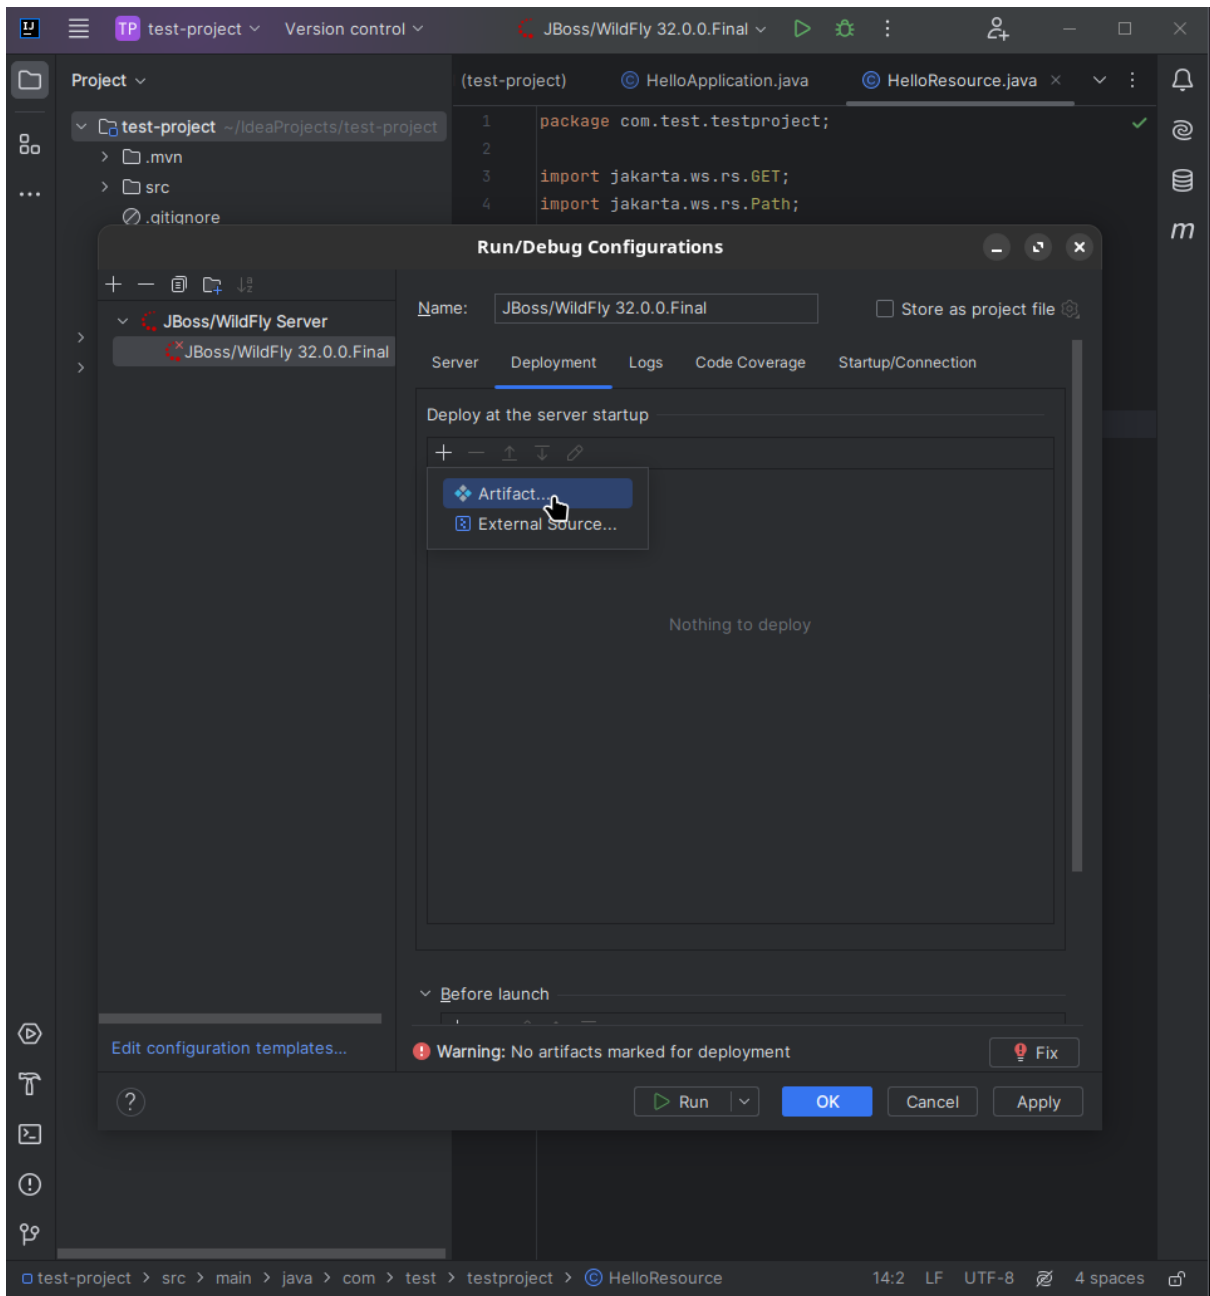 IJ TP test-project Version control JBoss/WildFly 32.0.0.Final
Project
(test-project) HelloApplication.java HelloResource.java
test-project ~/IdeaProjects/test-project
.mvn
src
.gitignore
1 package com.test.testproject;
2
3 import jakarta.ws.rs.GET;
4 import jakarta.ws.rs.Path;
m
Run/Debug Configurations
JBoss/WildFly Server
JBoss/WildFly 32.0.0.Final
Name: JBoss/WildFly 32.0.0.Final Store as project file
Server Deployment Logs Code Coverage Startup/Connection
Deploy at the server startup
Artifact...
External Source...
Nothing to deploy
Before launch
Edit configuration templates...
Warning: No artifacts marked for deployment Fix
? Run OK Cancel Apply
test-project > src > main > java > com > test > testproject > HelloResource 14:2 LF UTF-8 4 spaces